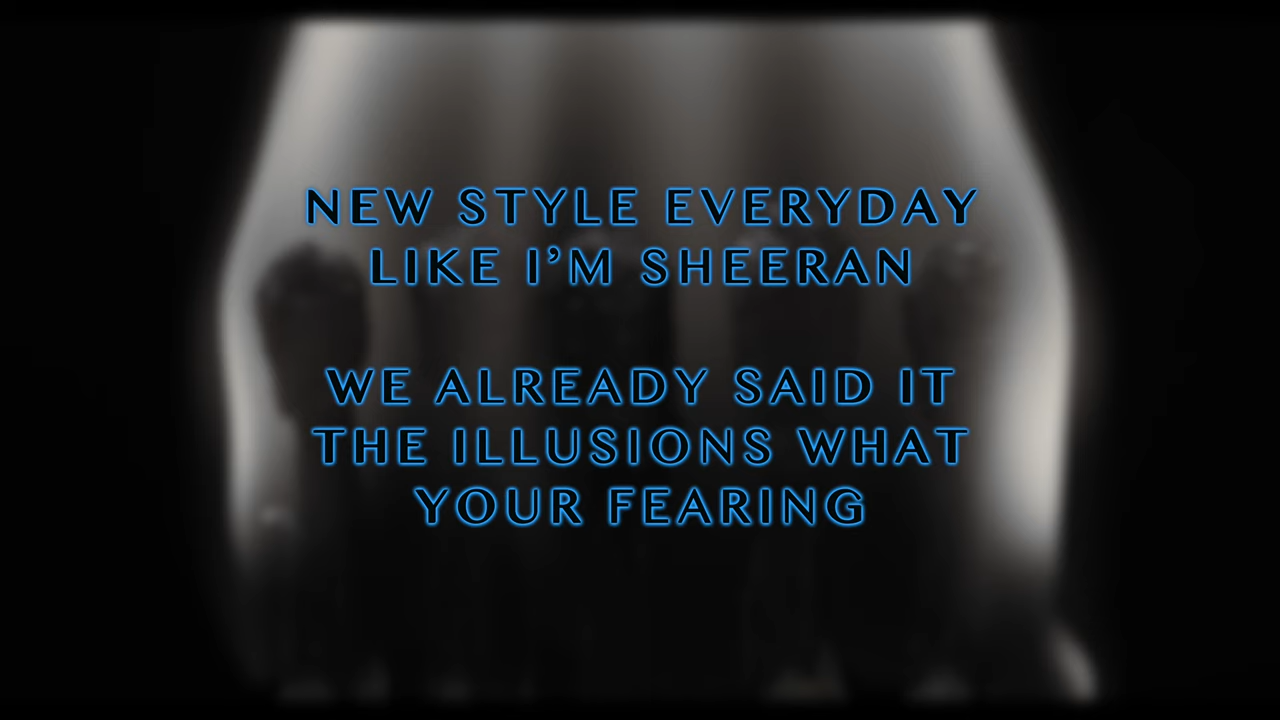 NEW STYLE EVERYDAY
LIKE I’M SHEERAN
WE ALREADY SAID IT
THE ILLUSIONS WHAT
YOUR FEARING